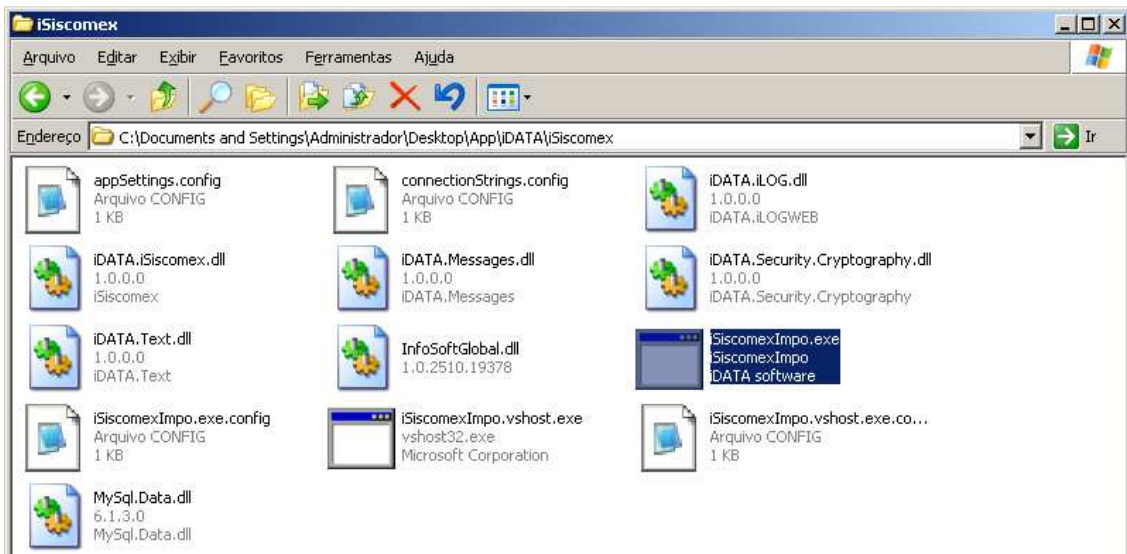 iSiscomex
Arquivo Editar Exibir Favoritos Ferramentas Ajuda
Endereço C:\Documents and Settings\Administrador\Desktop\App\iDATA\iSiscomex Ir
appSettings.config
Arquivo CONFIG
1 KB
connectionStrings.config
Arquivo CONFIG
1 KB
iDATA.iLOG.dll
1.0.0.0
iDATA.iLOGWEB
iDATA.iSiscomex.dll
1.0.0.0
iSiscomex
iDATA.Messages.dll
1.0.0.0
iDATA.Messages
iDATA.Security.Cryptography.dll
1.0.0.0
iDATA.Security.Cryptography
iDATA.Text.dll
1.0.0.0
iDATA.Text
InfoSoftGlobal.dll
1.0.2510.19378
iSiscomexImpo.exe
iSiscomexImpo
iDATA software
iSiscomexImpo.exe.config
Arquivo CONFIG
1 KB
iSiscomexImpo.vshost.exe
vshost32.exe
Microsoft Corporation
iSiscomexImpo.vshost.exe.co...
Arquivo CONFIG
1 KB
MySql.Data.dll
6.1.3.0
MySql.Data.dll